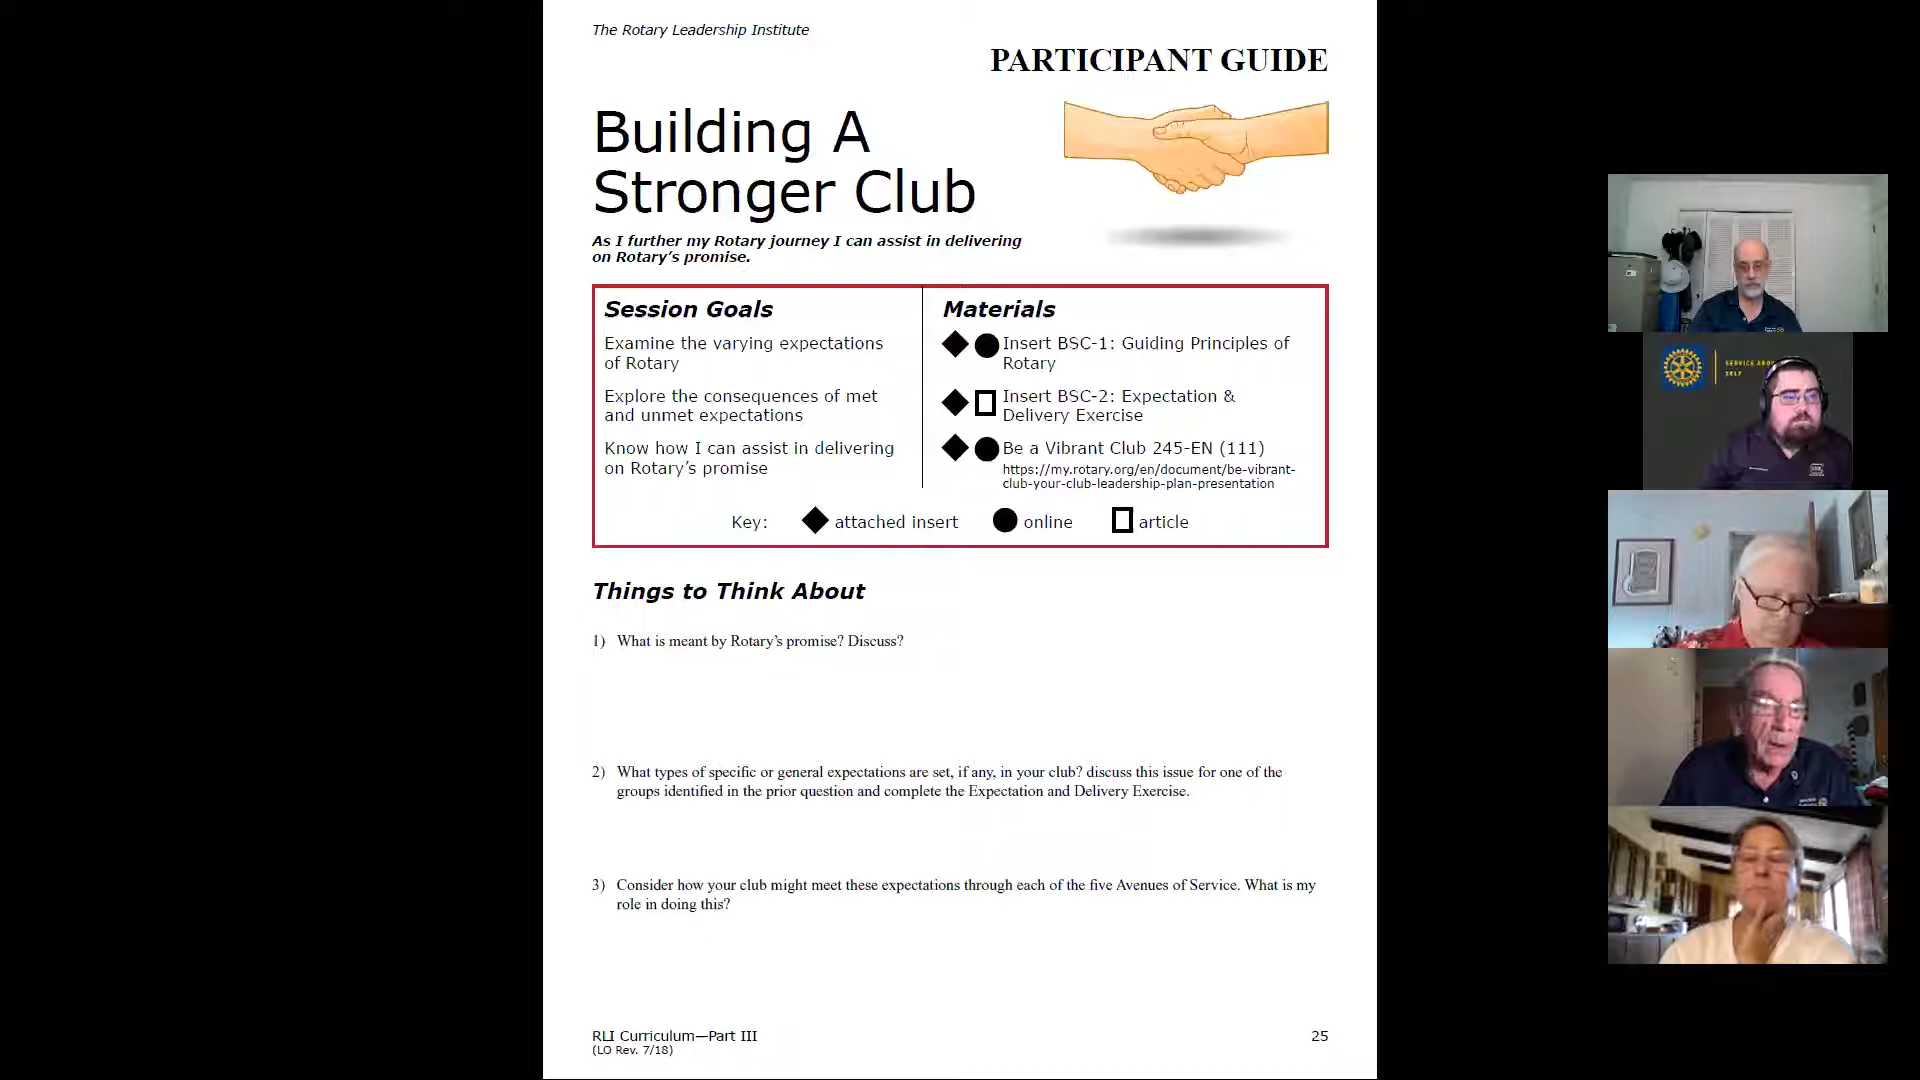 The Rotary Leadership Institute
PARTICIPANT GUIDE
Building A
Stronger Club
As I further my Rotary journey I can assist in delivering
on Rotary’s promise.
Session Goals
Examine the varying expectations
of Rotary
Explore the consequences of met
and unmet expectations
Know how I can assist in delivering
on Rotary’s promise
Materials
Insert BSC-1: Guiding Principles of
Rotary
Insert BSC-2: Expectation &
Delivery Exercise
Be a Vibrant Club 245-EN (111)
https://my.rotary.org/en/document/be-vibrant-
club-your-club-leadership-plan-presentation
Key: attached insert online article
Things to Think About
1) What is meant by Rotary’s promise? Discuss?
2) What types of specific or general expectations are set, if any, in your club? discuss this issue for one of the
groups identified in the prior question and complete the Expectation and Delivery Exercise.
3) Consider how your club might meet these expectations through each of the five Avenues of Service. What is my
role in doing this?
RLI Curriculum—Part III
(LO Rev. 7/18)
25
SERVICE ABOV
SELF